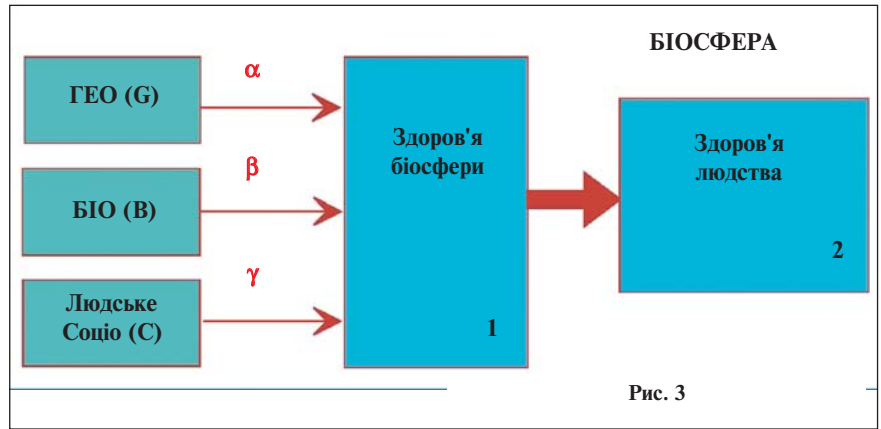 БІОСФЕРА
ГЕО (G)
α
БІО (В)
β
Людське
Соціо (С)
γ
Здоров'я
біосфери
1
Здоров'я
людства
2
Рис. 3